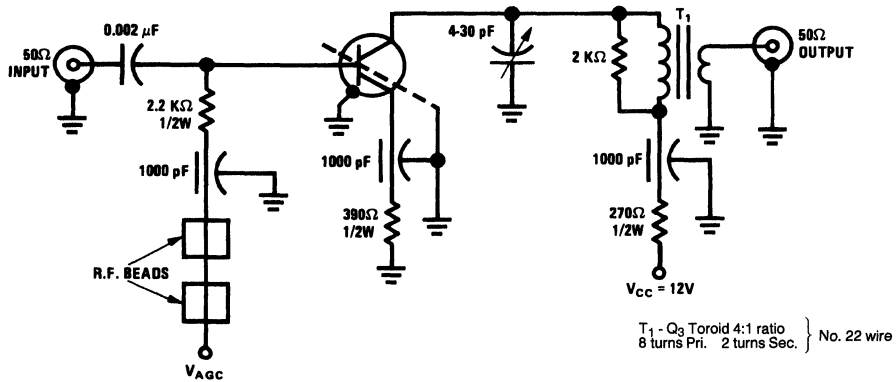 50Ω
INPUT
0.002 μF
2.2 KΩ
1/2W
1000 pF
R.F. BEADS
VAGC
1000 pF
390Ω
1/2W
4-30 pF
2 KΩ
T1
50Ω
OUTPUT
1000 pF
270Ω
1/2W
VCC = 12V
T1 - Q3 Toroid 4:1 ratio
8 turns Pri. 2 turns Sec.
No. 22 wire